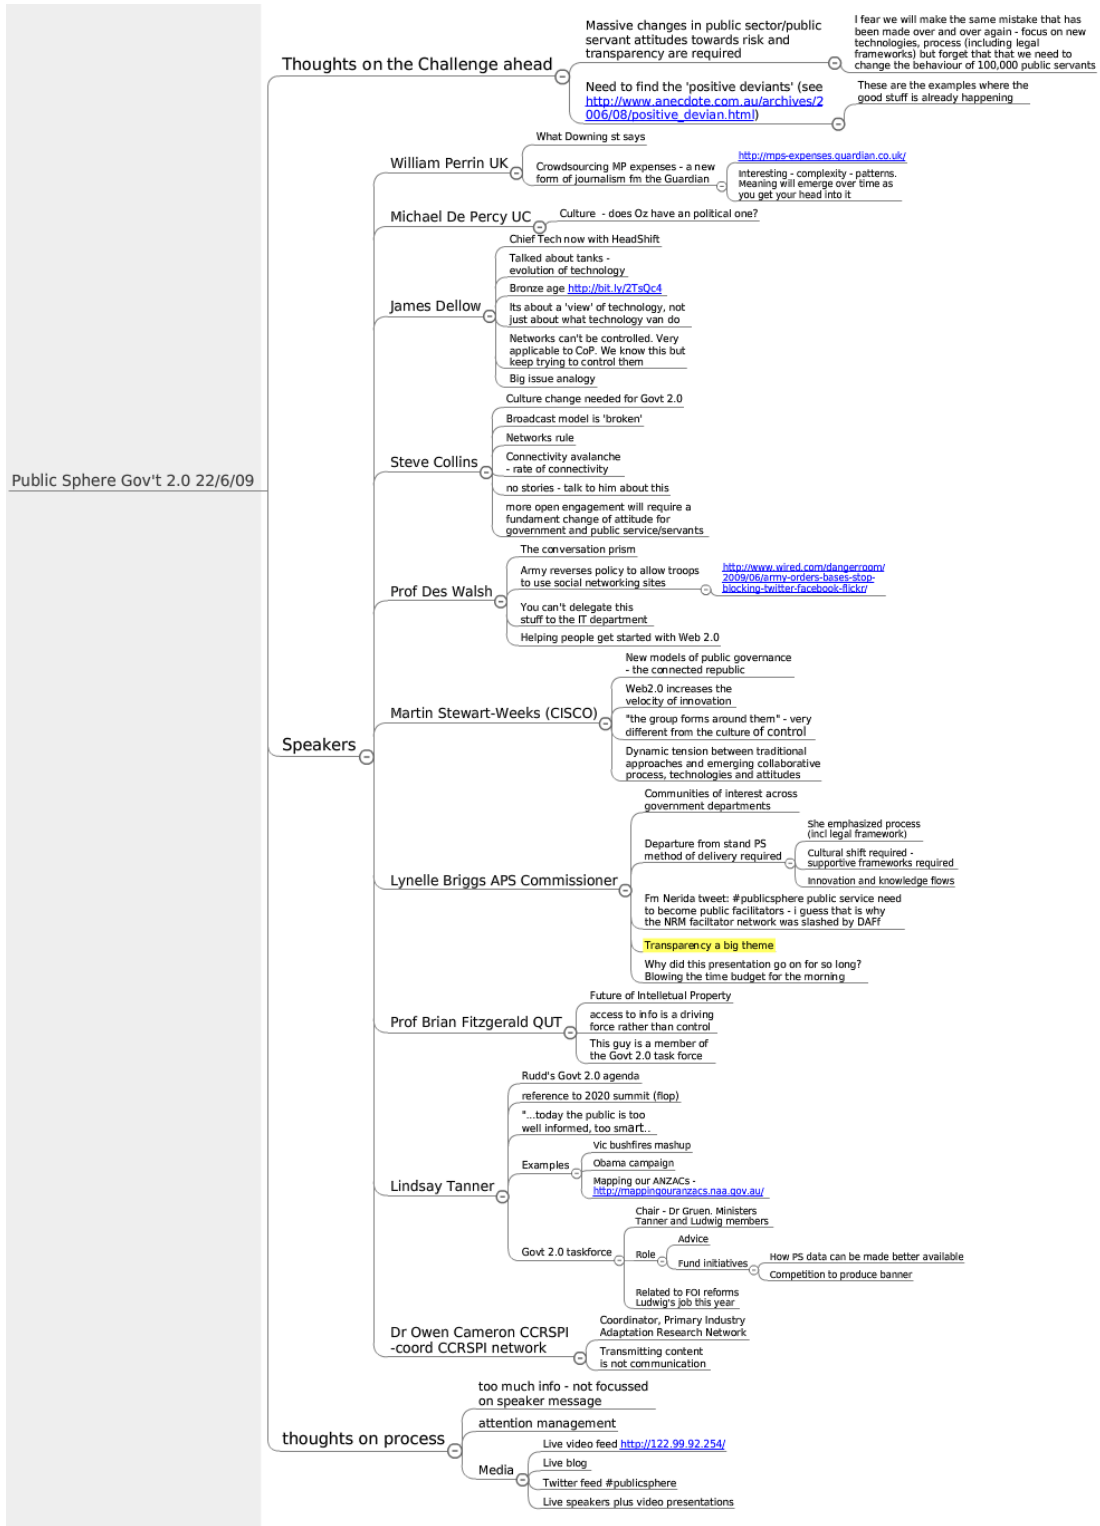 Public Sphere Gov't 2.0 22/6/09
Thoughts on the Challenge ahead
Massive changes in public sector/public
servant attitudes towards risk and
transparency are required
I fear we will make the same mistake that has
been made over and over again - focus on new
technologies, process (including legal
frameworks) but forget that that we need to
change the behaviour of 100,000 public servants
Need to find the 'positive deviants' (see
http://www.anecdote.com.au/archives/2
006/08/positive_devian.html)
These are the examples where the
good stuff is already happening
Speakers
William Perrin UK
What Downing st says
Crowdsourcing MP expenses - a new
form of journalism fm the Guardian
http://mps-expenses.guardian.co.uk/
Interesting - complexity - patterns.
Meaning will emerge over time as
you get your head into it
Michael De Percy UC
Culture - does Oz have an political one?
James Dellow
Chief Tech now with HeadShift
Talked about tanks -
evolution of technology
Bronze age http://bit.ly/2TsQc4
Its about a 'view' of technology, not
just about what technology van do
Networks can't be controlled. Very
applicable to CoP. We know this but
keep trying to control them
Big issue analogy
Steve Collins
Culture change needed for Govt 2.0
Broadcast model is 'broken'
Networks rule
Connectivity avalanche
- rate of connectivity
no stories - talk to him about this
more open engagement will require a
fundament change of attitude for
government and public service/servants
Prof Des Walsh
The conversation prism
Army reverses policy to allow troops
to use social networking sites
http://www.wired.com/dangerroom/
2009/06/army-orders-bases-stop-
blocking-twitter-facebook-flickr/
You can't delegate this
stuff to the IT department
Helping people get started with Web 2.0
Martin Stewart-Weeks (CISCO)
New models of public governance
- the connected republic
Web2.0 increases the
velocity of innovation
"the group forms around them" - very
different from the culture of control
Dynamic tension between traditional
approaches and emerging collaborative
process, technologies and attitudes
Lynelle Briggs APS Commissioner
Communities of interest across
government departments
Departure from stand PS
method of delivery required
She emphasized process
(incl legal framework)
Cultural shift required -
supportive frameworks required
Innovation and knowledge flows
Fm Nerida tweet: #publicsphere public service need
to become public facilitators - i guess that is why
the NRM faciltator network was slashed by DAFf
Transparency a big theme
Why did this presentation go on for so long?
Blowing the time budget for the morning
Prof Brian Fitzgerald QUT
Future of Intelletual Property
access to info is a driving
force rather than control
This guy is a member of
the Govt 2.0 task force
Lindsay Tanner
Rudd's Govt 2.0 agenda
reference to 2020 summit (flop)
"...today the public is too
well informed, too smart..
Examples
Vic bushfires mashup
Obama campaign
Mapping our ANZACs -
http://mappingouranzacs.naa.gov.au/
Govt 2.0 taskforce
Chair - Dr Gruen. Ministers
Tanner and Ludwig members
Role
Advice
Fund initiatives
How PS data can be made better available
Competition to produce banner
Related to FOI reforms
Ludwig's job this year
Dr Owen Cameron CCRSPI
-coord CCRSPI network
Coordinator, Primary Industry
Adaptation Research Network
Transmitting content
is not communication
thoughts on process
too much info - not focussed
on speaker message
attention management
Media
Live video feed http://122.99.92.254/
Live blog
Twitter feed #publicsphere
Live speakers plus video presentations